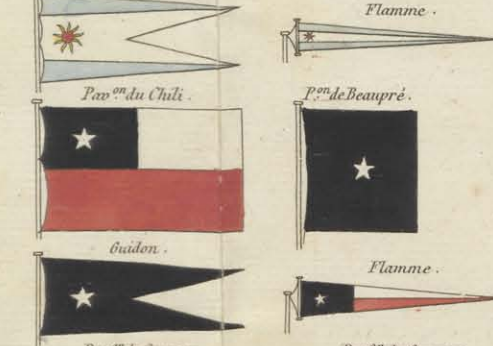 Flamme.
Pav.on du Chili.
P.on de Beaupré.
Guidon.
Flamme.